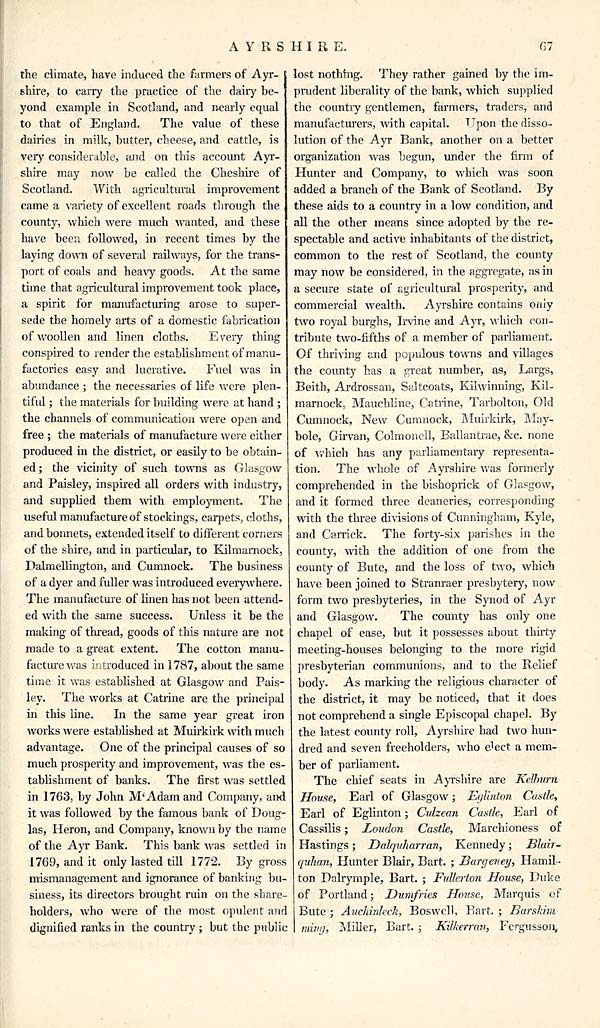 AYRSHIRE.
67
the climate, have induced the farmers of Ayr-
shire, to carry the practice of the dairy be-
yond example in Scotland, and nearly equal
to that of England. The value of these
dairies in milk, butter, cheese, and cattle, is
very considerable, and on this account Ayr-
shire may now be called the Cheshire of
Scotland. With agricultural improvement
came a variety of excellent roads through the
county, which were much wanted, and these
have been followed, in recent times by the
laying down of several railways, for the trans-
port of coals and heavy goods. At the same
time that agricultural improvement took place,
a spirit for manufacturing arose to super-
sede the homely arts of a domestic fabrication
of woollen and linen cloths. Every thing
conspired to render the establishment of manu-
factories easy and lucrative. Fuel was in
abundance ; the necessaries of life were plen-
tiful ; the materials for building were at hand ;
the channels of communication were open and
free ; the materials of manufacture were either
produced in the district, or easily to be obtain-
ed ; the vicinity of such towns as Glasgow
and Paisley, inspired all orders with industry,
and supplied them with employment. The
useful manufacture of stockings, carpets, cloths,
and bonnets, extended itself to different corners
of the shire, and in particular, to Kilmarnock,
Dalmellington, and Cumnock. The business
of a dyer and fuller was introduced everywhere.
The manufacture of linen has not been attend-
ed with the same success. Unless it be the
making of thread, goods of this nature are not
made to a great extent. The cotton manu-
facture was introduced in 1787, about the same
time it was established at Glasgow and Pais-
ley. The works at Catrine are the principal
in this line. In the same year great iron
works were established at Muirkirk with much
advantage. One of the principal causes of so
much prosperity and improvement, was the es-
tablishment of banks. The first was settled
in 1763, by John M'Adam and Company, and
it was followed by the famous bank of Doug-
las, Heron, and Company, known by the name
of the Ayr Bank. This bank was settled in
1769, and it only lasted till 1772. By gross
mismanagement and ignorance of banking bu-
siness, its directors brought ruin on the share-
holders, who were of the most opulent and
dignified ranks in the country ; but the public
lost nothing. They rather gained by the im-
prudent liberality of the bank, which supplied
the country gentlemen, farmers, traders, and
manufacturers, with capital. Upon the disso-
lution of the Ayr Bank, another on a better
organization was begun, under the firm of
Hunter and Company, to which was soon
added a branch of the Bank of Scotland. By
these aids to a country in a low condition, and
all the other means since adopted by the re-
spectable and active inhabitants of the district,
common to the rest of Scotland, the county
may now be considered, in the aggregate, as in
a secure state of agricultural prosperity, and
commercial wealth. Ayrshire contains only
two royal burghs, Irvine and Ayr, which con-
tribute two-fifths of a member of parliament.
Of thriving and populous towns and villages
the county has a great number, as, Largs,
Beith, Ardrossan, Saltcoats, Kilwinning, Kil-
marnock, Mauchline, Catrine, Tarbolton, Old
Cumnock, New Cumnock, Muirkirk, May-
bole, Girvan, Colmonell, Ballantrae, &c. none
of which has any parliamentary representa-
tion. The whole of Ayrshire was formerly
comprehended in the bishoprick of Glasgow,
and it formed three deaneries, corresponding
with the three divisions of Cunningham, Kyle,
and Carrick. The forty-six parishes in the
county, with the addition of one from the
county of Bute, and the loss of two, which
have been joined to Stranraer presbytery, now
form two presbyteries, in the Synod of Ayr
and Glasgow. The county has only one
chapel of ease, but it possesses about thirty
meeting-houses belonging to the more rigid
presbyterian communions, and to the Relief
body. As marking the religious character of
the district, it may be noticed, that it does
not comprehend a single Episcopal chapel. By
the latest county roll, Ayrshire had two hun-
dred and seven freeholders, who elect a mem-
ber of parliament.
The chief seats in Ayrshire are Kelburn
House, Earl of Glasgow ; Eglinton Castle,
Earl of Eglinton ; Culzean Castle, Earl of
Cassilis ; Loudon Castle, Marchioness of
Hastings ; Dalquharran, Kennedy ; Blair-
quhan, Hunter Blair, Bart. ; Bargeney, Hamil-
ton Dalrymple, Bart. ; Fullerton House, Duke
of Portland ; Dumfries House, Marquis of
Bute ; Auchinleck, Boswell, Bart. ; Barskim
ming, Miller, Bart. ; Kilkerran, Fergusson,